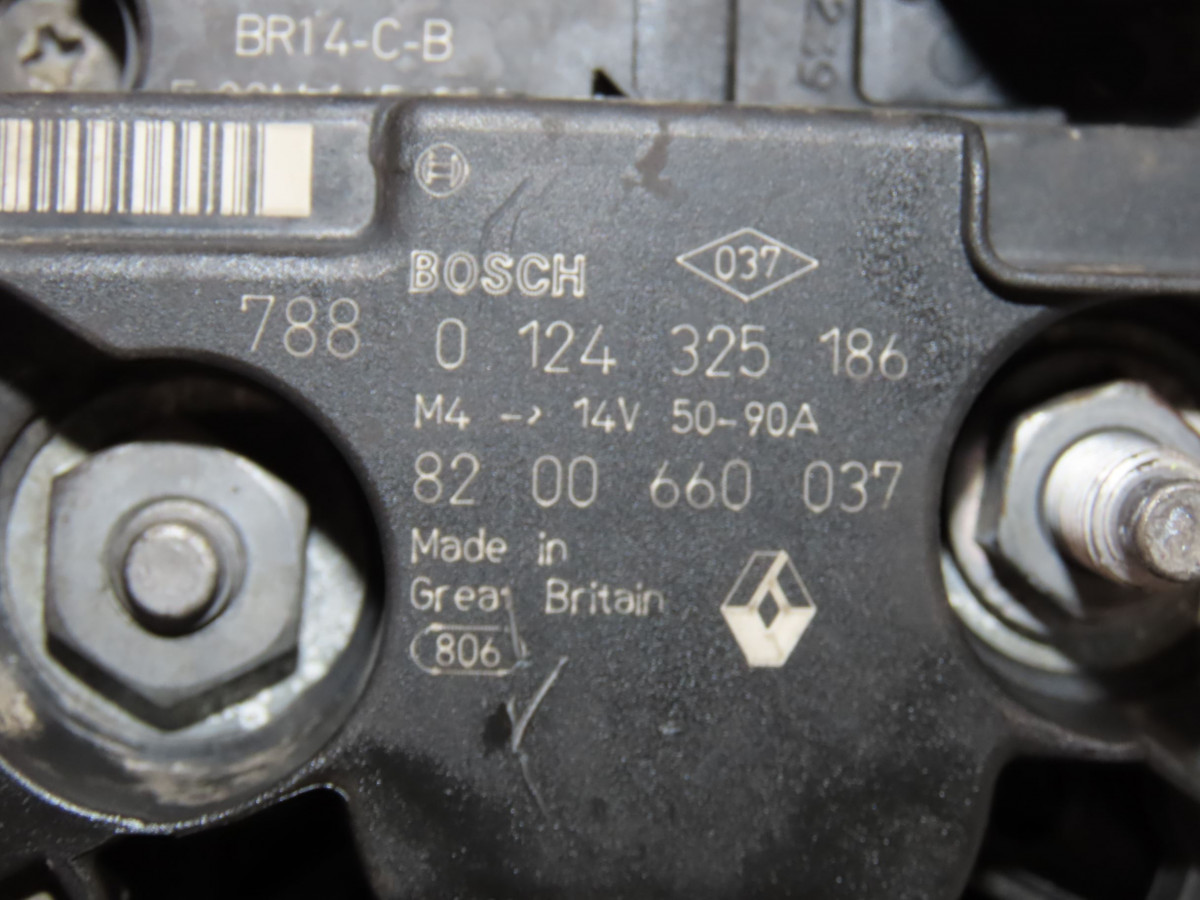 BR14-C-B
239
BOSCH
037
788 0 124 325 186
M4 -> 14V 50-90A
82 00 660 037
Made in
Great Britain
806